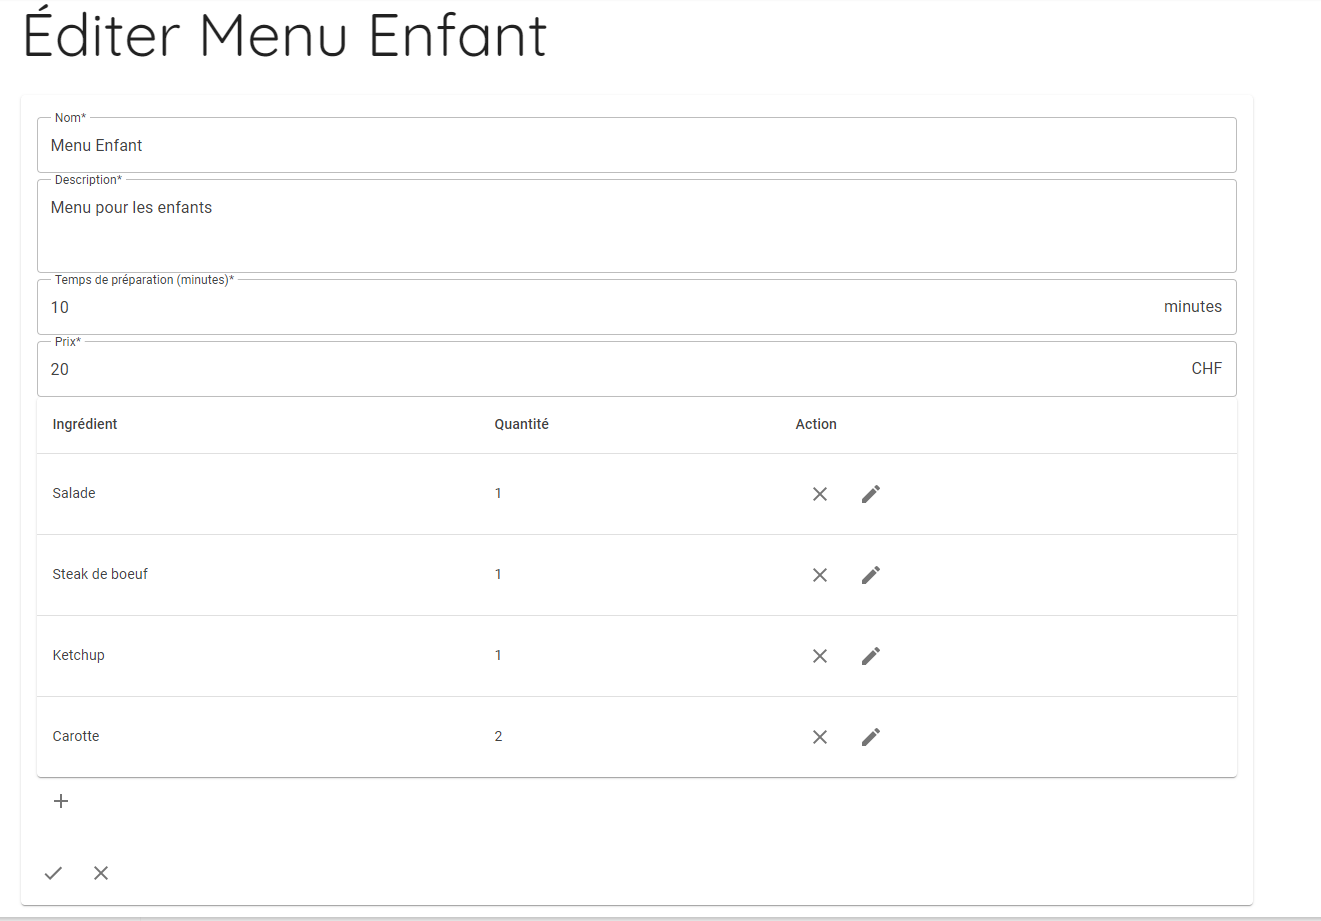 Éditer Menu Enfant
Nom*
Menu Enfant
Description*
Menu pour les enfants
Temps de préparation (minutes)*
10 minutes
Prix*
20 CHF
Ingrédient Quantité Action
Salade 1
Steak de boeuf 1
Ketchup 1
Carotte 2